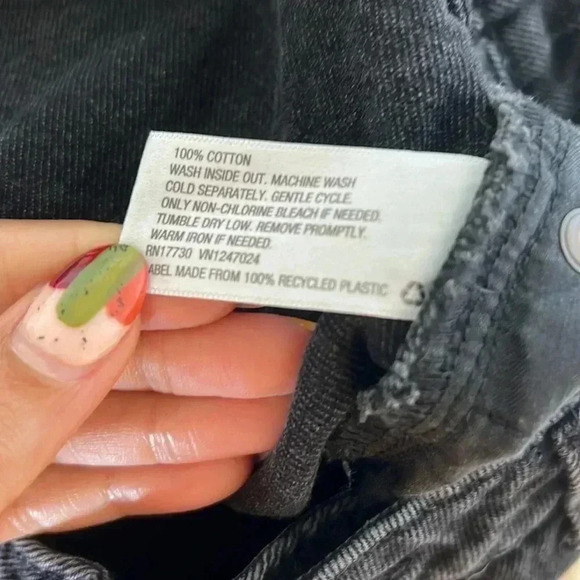 100% COTTON
WASH INSIDE OUT. MACHINE WASH
COLD SEPARATELY. GENTLE CYCLE.
ONLY NON-CHLORINE BLEACH IF NEEDED.
TUMBLE DRY LOW. REMOVE PROMPTLY.
WARM IRON IF NEEDED.
RN17730 VN1247024
ABEL MADE FROM 100% RECYCLED PLASTIC